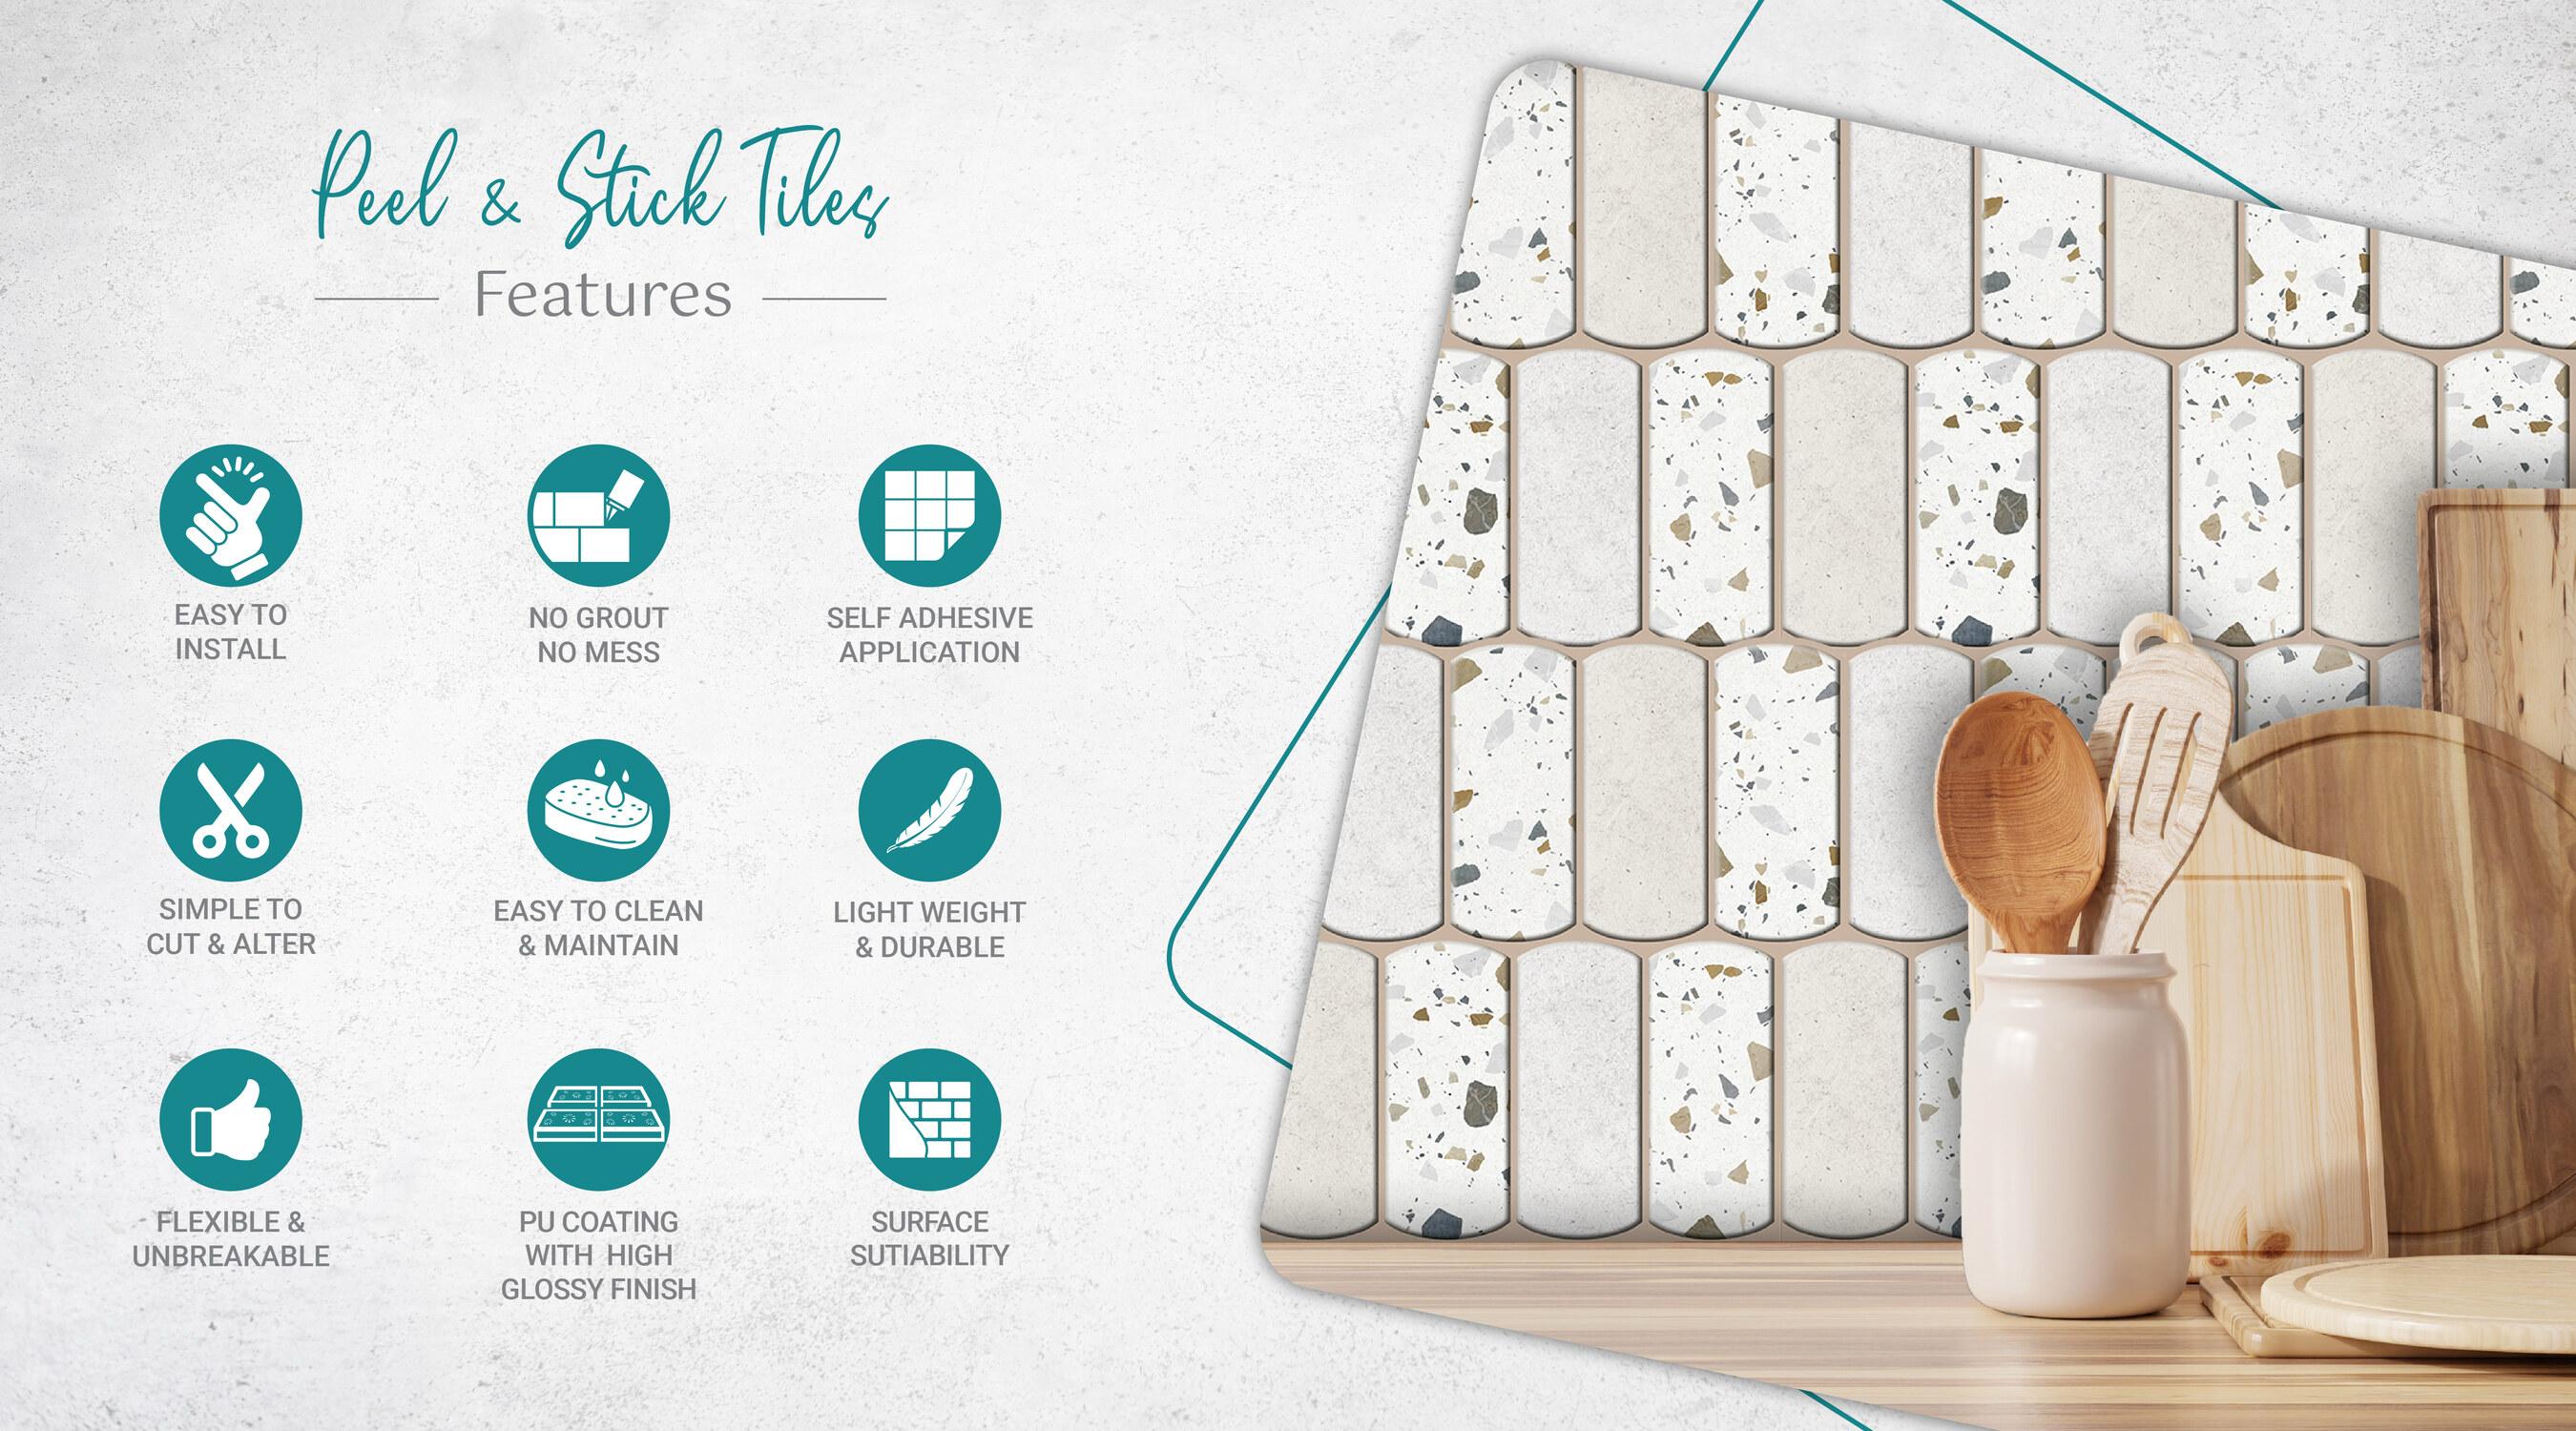 Peel & Stick Tiles
Features
EASY TO
INSTALL
NO GROUT
NO MESS
SELF ADHESIVE
APPLICATION
SIMPLE TO
CUT & ALTER
EASY TO CLEAN
& MAINTAIN
LIGHT WEIGHT
& DURABLE
FLEXIBLE &
UNBREAKABLE
PU COATING
WITH HIGH
GLOSSY FINISH
SURFACE
SUTIABILITY